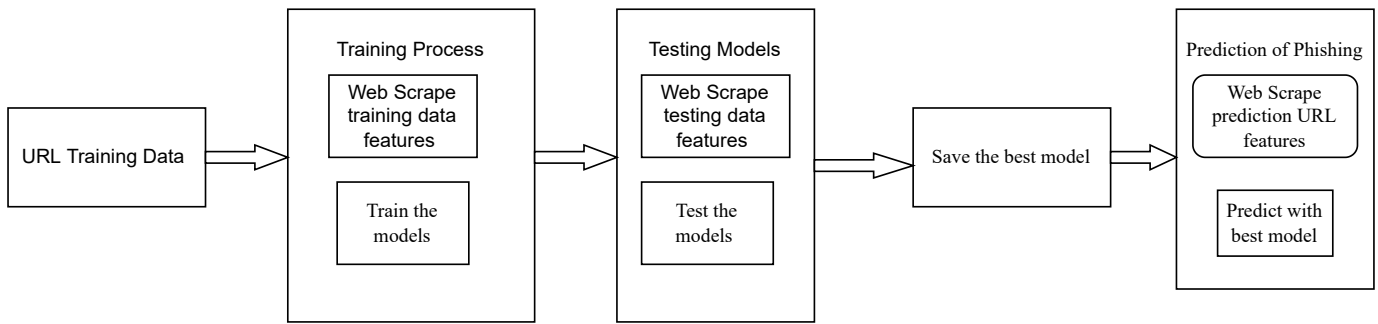 URL Training Data
Training Process
Web Scrape
training data
features
Train the
models
Testing Models
Web Scrape
testing data
features
Test the
models
Save the best model
Prediction of Phishing
Web Scrape
prediction URL
features
Predict with
best model